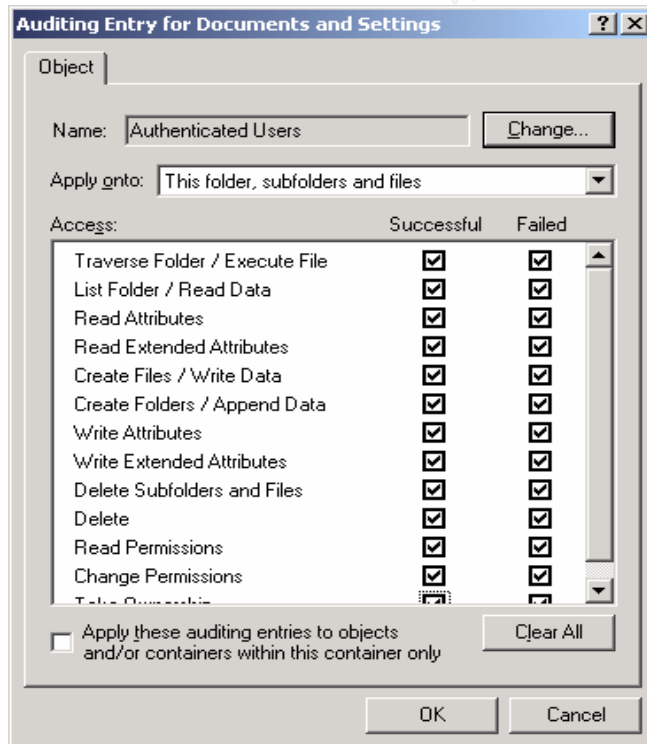 Auditing Entry for Documents and Settings
Object
Name: Authenticated Users Change...
Apply onto: This folder, subfolders and files
Access: Successful Failed
Traverse Folder / Execute File
List Folder / Read Data
Read Attributes
Read Extended Attributes
Create Files / Write Data
Create Folders / Append Data
Write Attributes
Write Extended Attributes
Delete Subfolders and Files
Delete
Read Permissions
Change Permissions
Take Ownership
Apply these auditing entries to objects
and/or containers within this container only
Clear All
OK Cancel